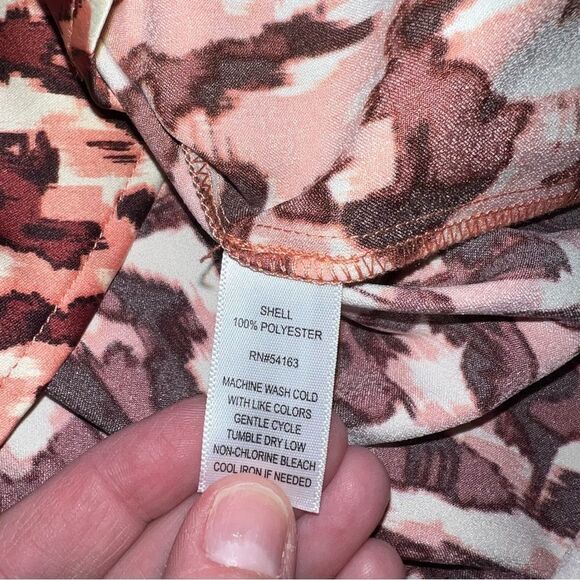 SHELL
100% POLYESTER
RN#54163
MACHINE WASH COLD
WITH LIKE COLORS
GENTLE CYCLE
TUMBLE DRY LOW
NON-CHLORINE BLEACH
COOL IRON IF NEEDED